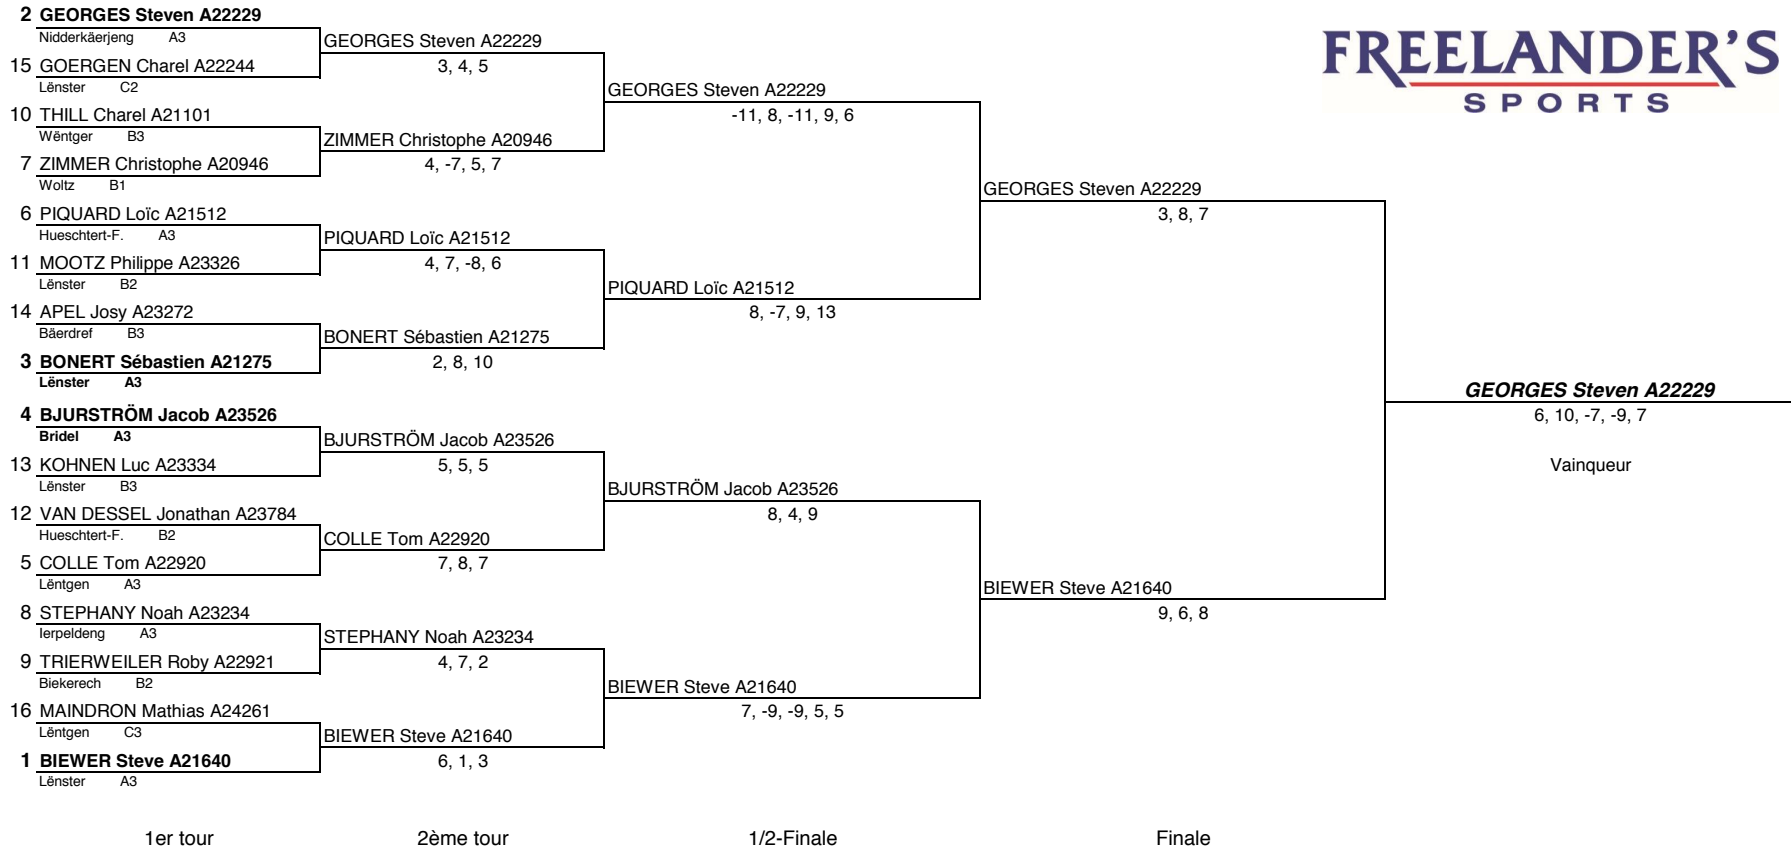 2 GEORGES Steven A22229
Nidderkäerjeng A3
15 GOERGEN Charel A22244
Lënster C2
10 THILL Charel A21101
Wëntger B3
7 ZIMMER Christophe A20946
Woltz B1
6 PIQUARD Loïc A21512
Hueschtert-F. A3
11 MOOTZ Philippe A23326
Lënster B2
14 APEL Josy A23272
Bäerdref B3
3 BONERT Sébastien A21275
Lënster A3
4 BJURSTRÖM Jacob A23526
Bridel A3
13 KOHNEN Luc A23334
Lënster B3
12 VAN DESSEL Jonathan A23784
Hueschtert-F. B2
5 COLLE Tom A22920
Lëntgen A3
8 STEPHANY Noah A23234
Ierpeldeng A3
9 TRIERWEILER Roby A22921
Biekerech B2
16 MAINDRON Mathias A24261
Lëntgen C3
1 BIEWER Steve A21640
Lënster A3
1er tour
GEORGES Steven A22229
3, 4, 5
ZIMMER Christophe A20946
4, -7, 5, 7
PIQUARD Loïc A21512
4, 7, -8, 6
BONERT Sébastien A21275
2, 8, 10
BJURSTRÖM Jacob A23526
5, 5, 5
COLLE Tom A22920
7, 8, 7
STEPHANY Noah A23234
4, 7, 2
BIEWER Steve A21640
6, 1, 3
2ème tour
GEORGES Steven A22229
-11, 8, -11, 9, 6
PIQUARD Loïc A21512
8, -7, 9, 13
BJURSTRÖM Jacob A23526
8, 4, 9
BIEWER Steve A21640
7, -9, -9, 5, 5
1/2-Finale
GEORGES Steven A22229
3, 8, 7
BIEWER Steve A21640
9, 6, 8
Finale
FREELANDER'S
SPORTS
GEORGES Steven A22229
6, 10, -7, -9, 7
Vainqueur